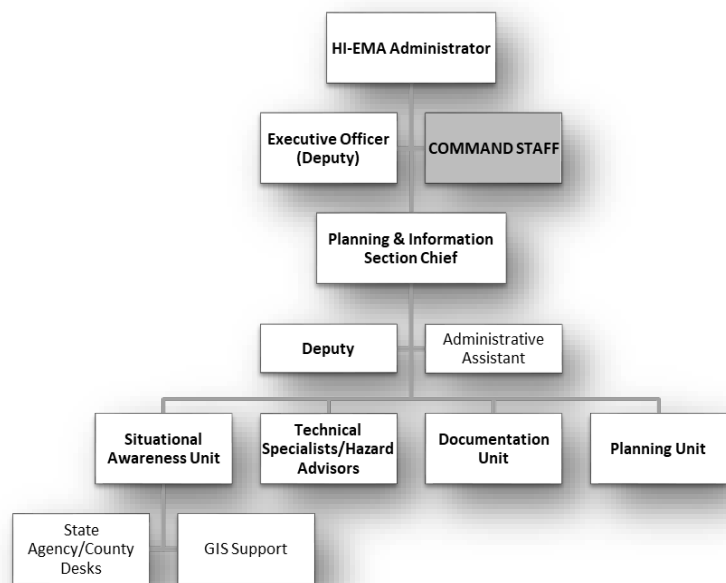 HI-EMA Administrator
Executive Officer
(Deputy)
COMMAND STAFF
Planning & Information
Section Chief
Deputy
Administrative
Assistant
Situational
Awareness Unit
Technical
Specialists/Hazard
Advisors
Documentation
Unit
Planning Unit
State
Agency/County
Desks
GIS Support